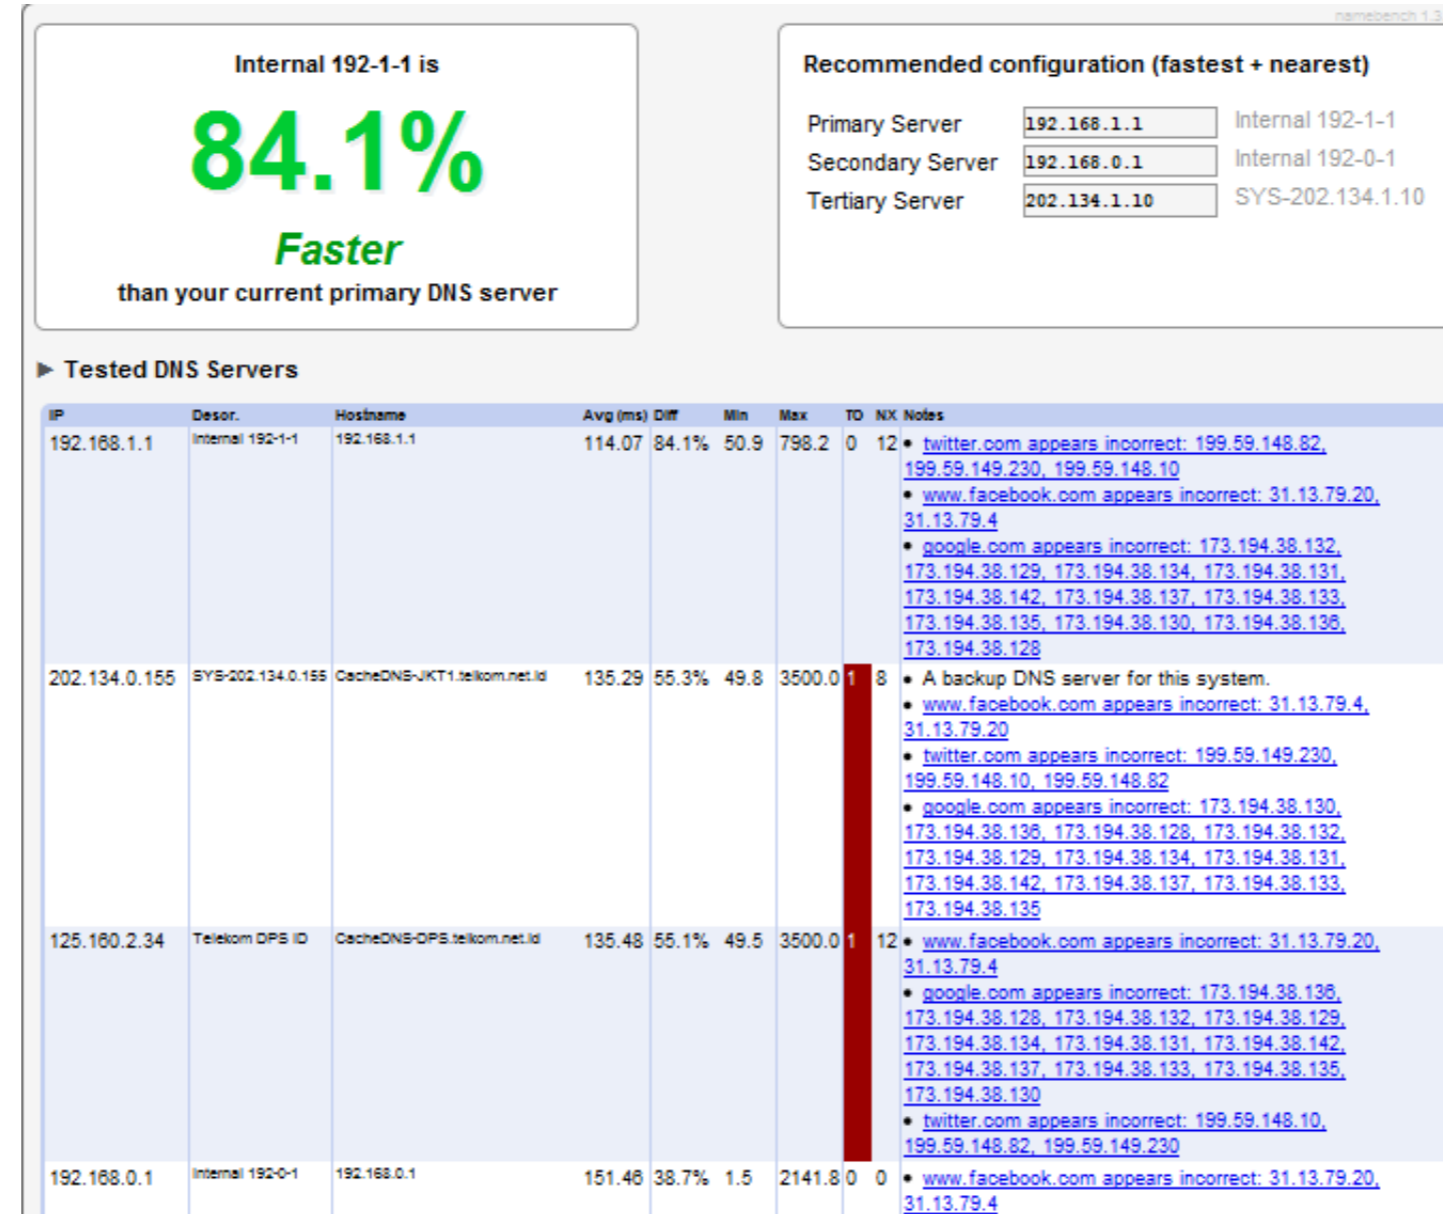 namebench 1.3
Internal 192-1-1 is
84.1%
Faster
than your current primary DNS server
Recommended configuration (fastest + nearest)
Primary Server 192.168.1.1 Internal 192-1-1
Secondary Server 192.168.0.1 Internal 192-0-1
Tertiary Server 202.134.1.10 SYS-202.134.1.10
Tested DNS Servers
IP Descr. Hostname Avg (ms) Diff Min Max TO NX Notes
192.168.1.1 Internal 192-1-1 192.168.1.1 114.07 84.1% 50.9 798.2 0 12 • twitter.com appears incorrect: 199.59.148.82,
199.59.149.230, 199.59.148.10
• www.facebook.com appears incorrect: 31.13.79.20,
31.13.79.4
• google.com appears incorrect: 173.194.38.132,
173.194.38.129, 173.194.38.134, 173.194.38.131,
173.194.38.142, 173.194.38.137, 173.194.38.133,
173.194.38.135, 173.194.38.130, 173.194.38.136,
173.194.38.128
202.134.0.155 SYS-202.134.0.155 CacheDNS-JKT1.telkom.net.id 135.29 55.3% 49.8 3500.0 1 8 • A backup DNS server for this system.
• www.facebook.com appears incorrect: 31.13.79.4,
31.13.79.20
• twitter.com appears incorrect: 199.59.149.230,
199.59.148.10, 199.59.148.82
• google.com appears incorrect: 173.194.38.130,
173.194.38.136, 173.194.38.128, 173.194.38.132,
173.194.38.129, 173.194.38.134, 173.194.38.131,
173.194.38.142, 173.194.38.137, 173.194.38.133,
173.194.38.135
125.160.2.34 Telekom DPS ID CacheDNS-DPS.telkom.net.id 135.48 55.1% 49.5 3500.0 1 12 • www.facebook.com appears incorrect: 31.13.79.20,
31.13.79.4
• google.com appears incorrect: 173.194.38.136,
173.194.38.128, 173.194.38.132, 173.194.38.129,
173.194.38.134, 173.194.38.131, 173.194.38.142,
173.194.38.137, 173.194.38.133, 173.194.38.135,
173.194.38.130
• twitter.com appears incorrect: 199.59.148.10,
199.59.148.82, 199.59.149.230
192.168.0.1 Internal 192-0-1 192.168.0.1 151.46 38.7% 1.5 2141.8 0 0 • www.facebook.com appears incorrect: 31.13.79.20,
31.13.79.4